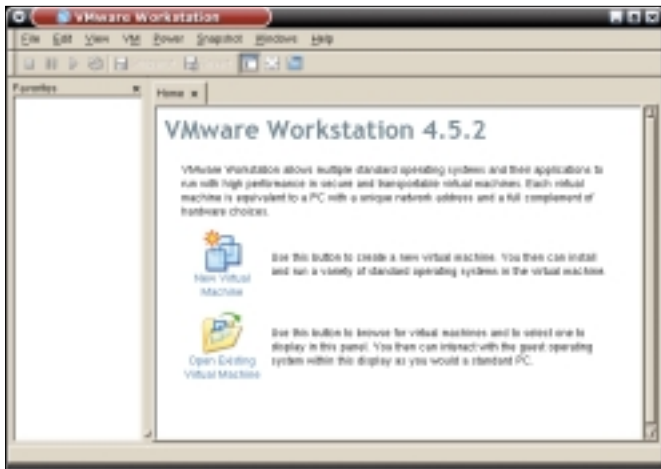 VMware Workstation
File Edit View VM Power Snapshot Windows Help
Favorites
Home
VMware Workstation 4.5.2
VMware Workstation allows multiple standard operating systems and their applications to
run with high performance in secure and transportable virtual machines. Each virtual
machine is equivalent to a PC with a unique network address and a full complement of
hardware choices.
New Virtual
Machine
Use this button to create a new virtual machine. You then can install
and run a variety of standard operating systems in the virtual machine
Open Existing
Virtual Machine
Use this button to browse for virtual machines and to select one to
display in this panel. You then can interact with the guest operating
system within this display as you would a standard PC.